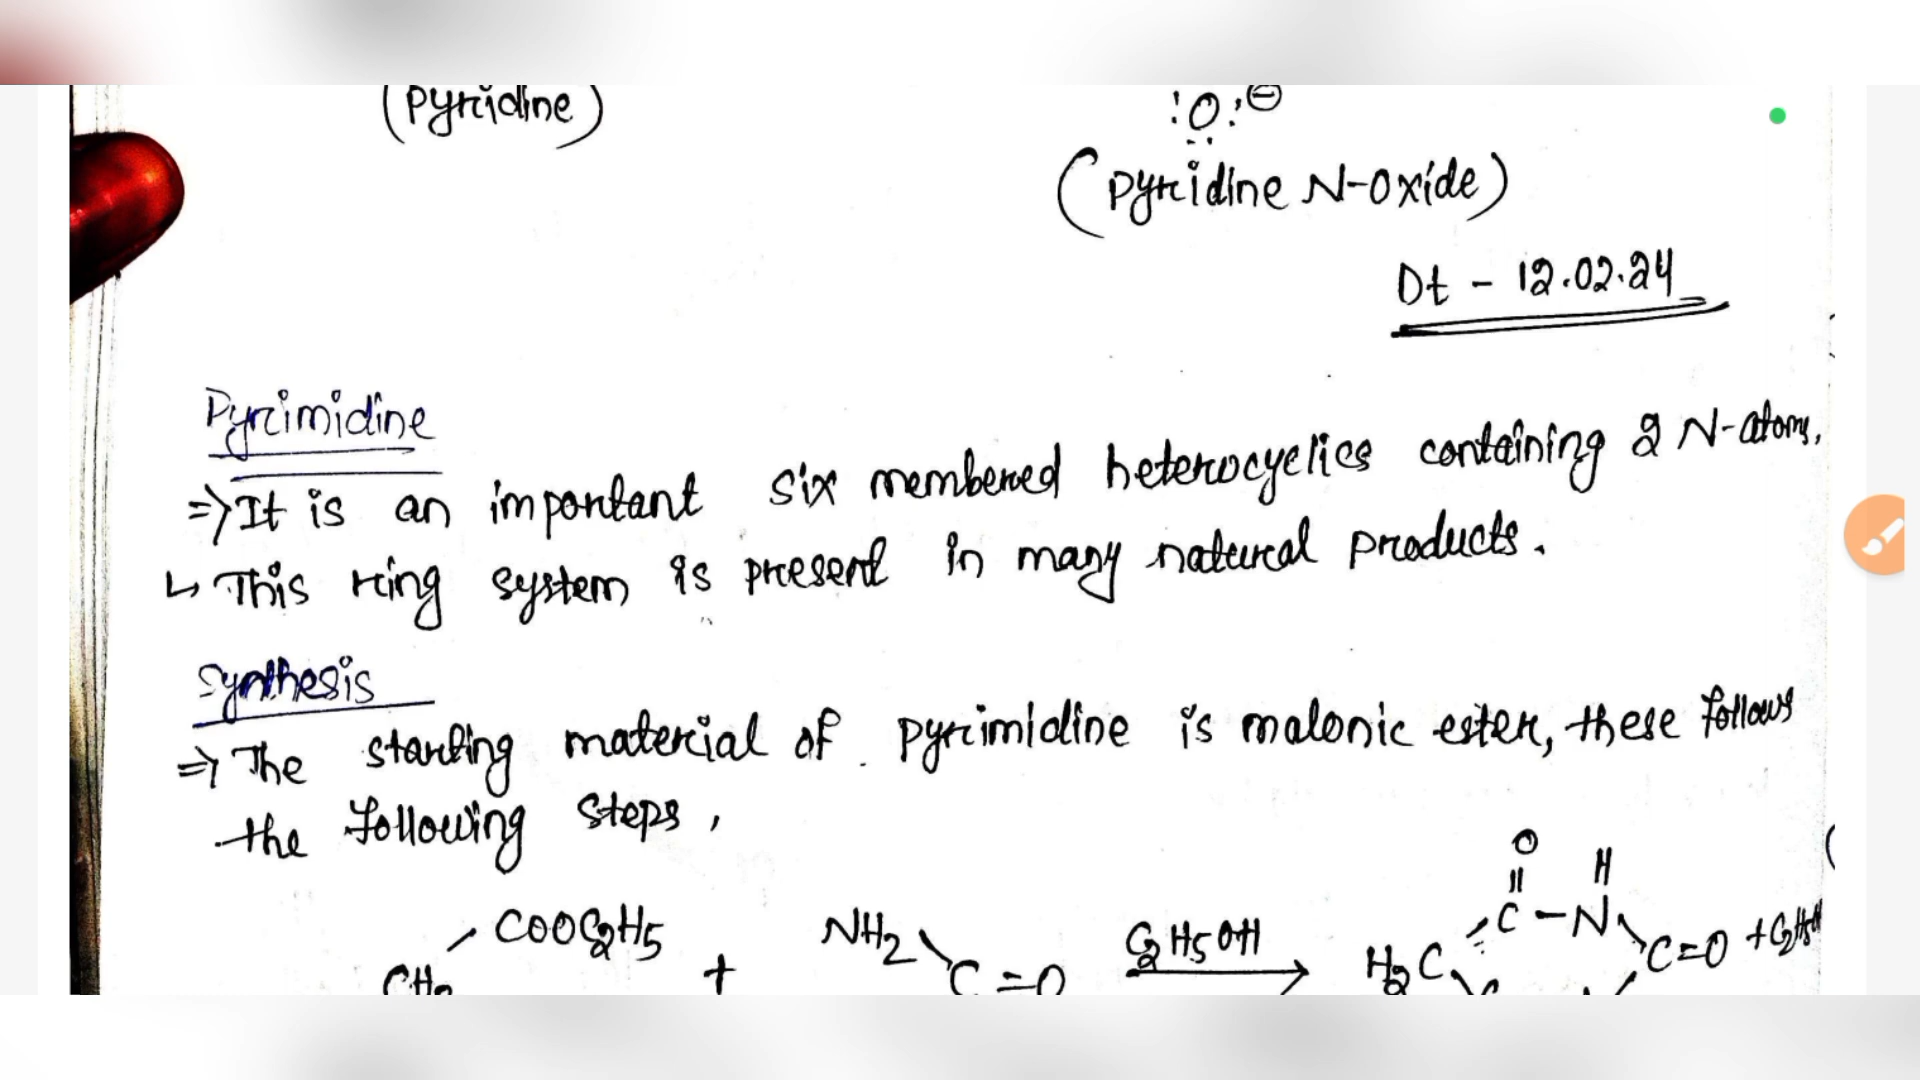 (Pyridine)
:O:⊖
(Pyridine N-oxide)
Dt - 12.02.24
Pyrimidine
=> It is an important six membered heterocyclics containing 2 N-atoms.
↳ This ring system is present in many natural products.
Synthesis
=> The starting material of pyrimidine is malonic ester, these follows
the following steps,
O
|| H
COOC2H5 NH2 C2H5OH C-N
CH2 + C=O → H2C C=O + C2H5OH